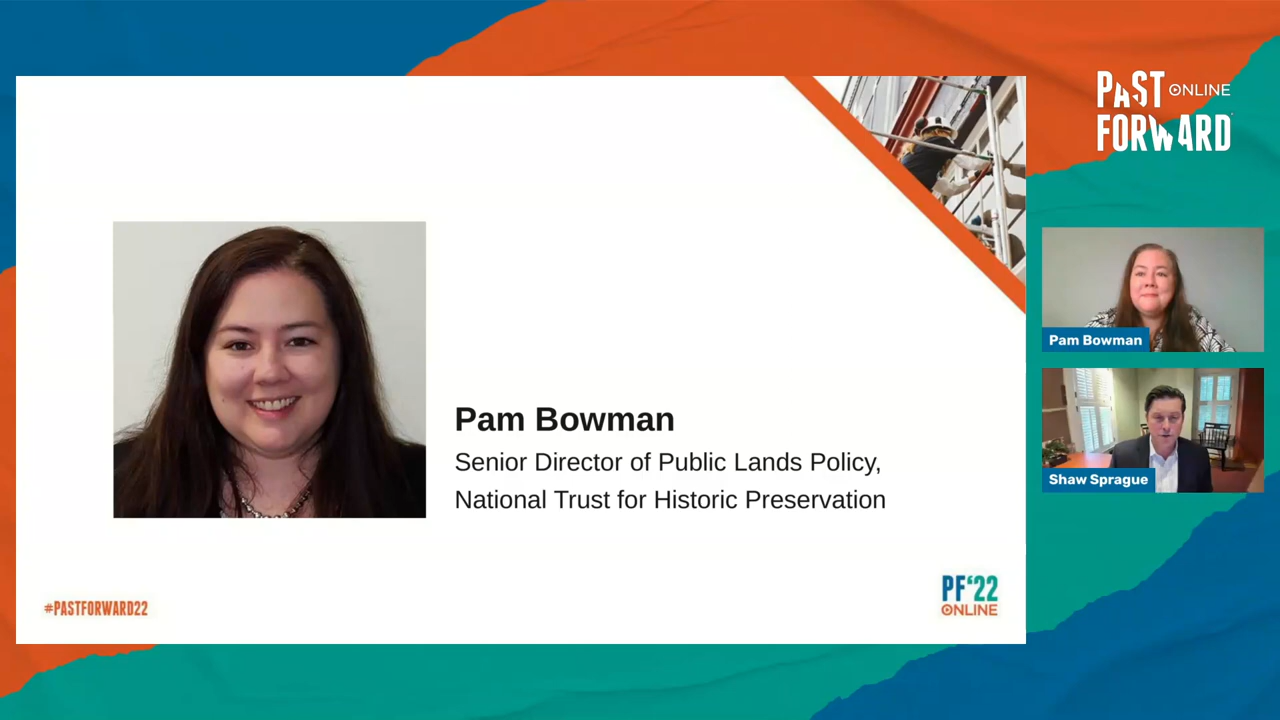 PAST ONLINE
FORWARD
Pam Bowman
Senior Director of Public Lands Policy,
National Trust for Historic Preservation
Pam Bowman
Shaw Sprague
#PASTFORWARD22
PF‘22
ONLINE